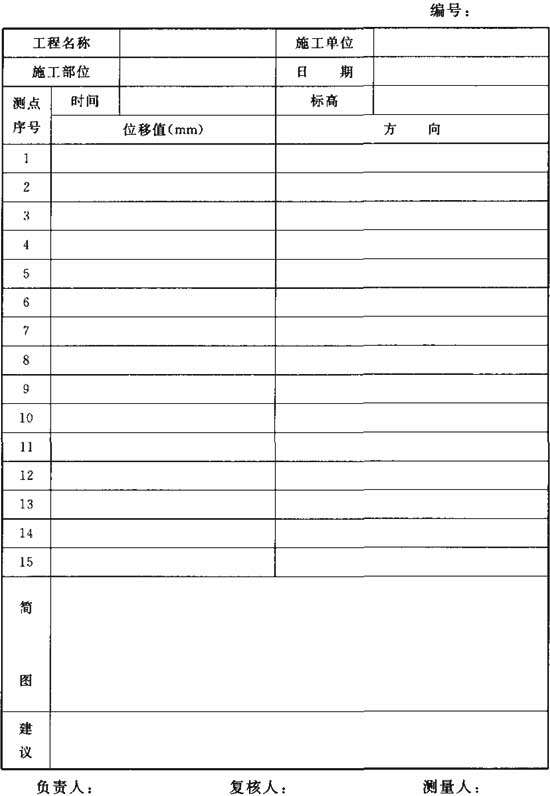 编号：
工程名称 施工单位
施工部位 日 期
测点序号 时间 标高
位移值(mm) 方 向
1
2
3
4
5
6
7
8
9
10
11
12
13
14
15
简图
建议
负责人： 复核人： 测量人：